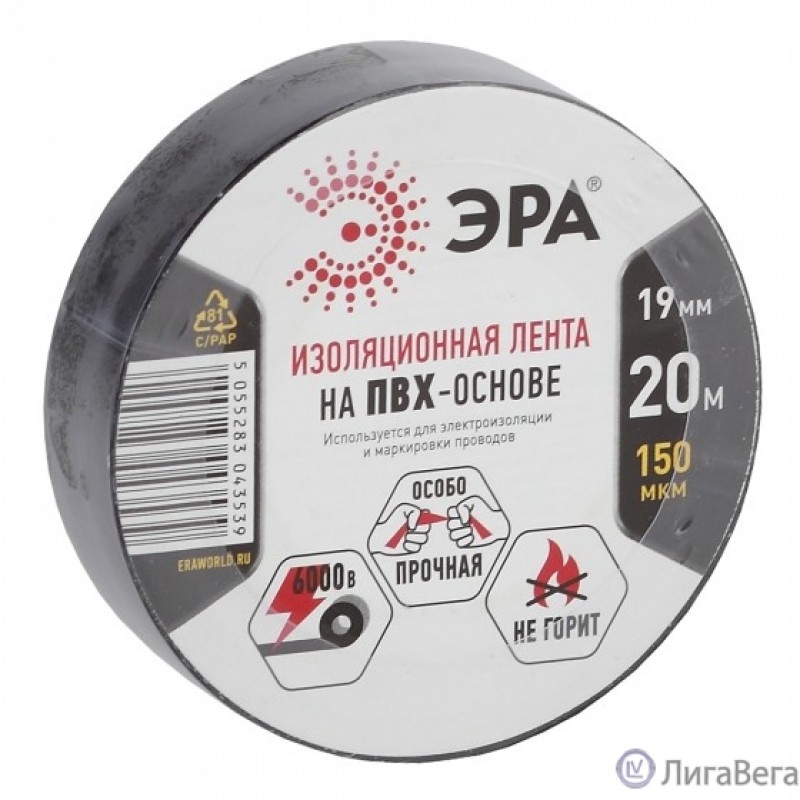 ЭРА®
ИЗОЛЯЦИОННАЯ ЛЕНТА
НА ПВХ-ОСНОВЕ
Используется для электроизоляции
и маркировки проводов
19мм
20м
150
МКМ
81
C/PAP
5 055283 043539
ERAWORLD.RU
6000В
ОСОБО
ПРОЧНАЯ
НЕ ГОРИТ
LV ЛигаВега